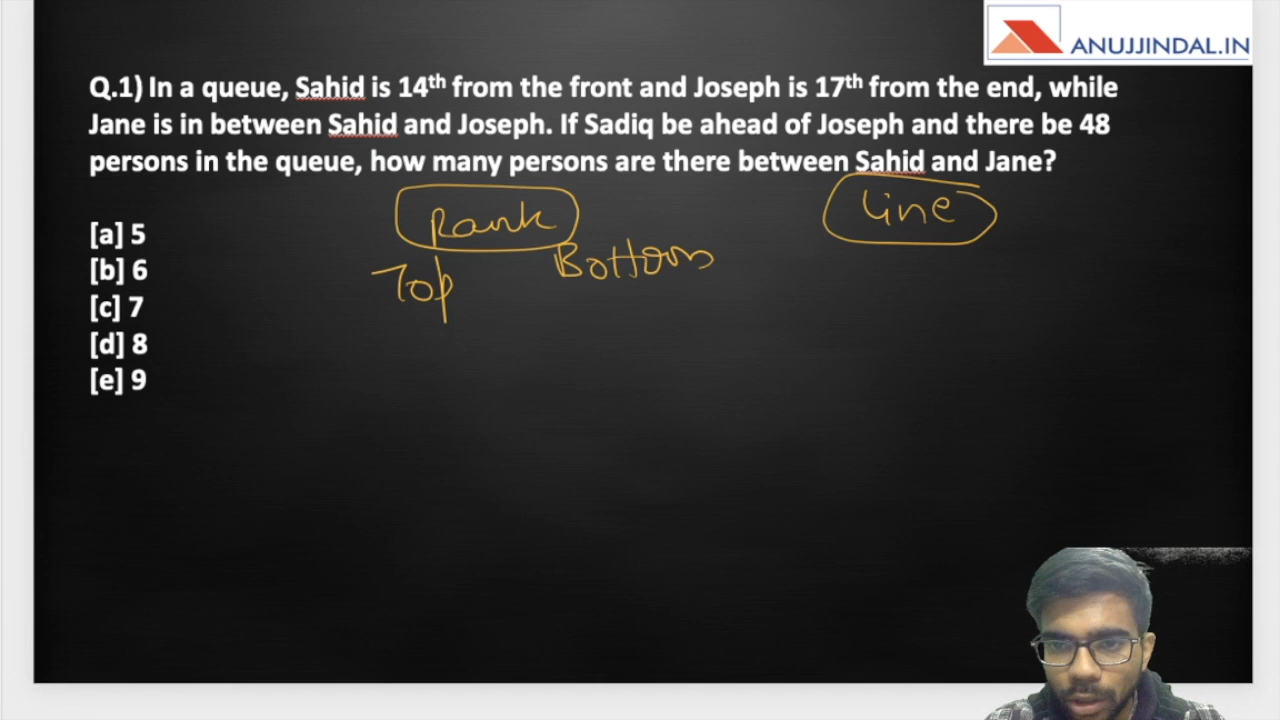 ANUJJINDAL.IN
Q.1) In a queue, Sahid is 14th from the front and Joseph is 17th from the end, while
Jane is in between Sahid and Joseph. If Sadiq be ahead of Joseph and there be 48
persons in the queue, how many persons are there between Sahid and Jane?
Rank
Line
Top
Bottom
[a] 5
[b] 6
[c] 7
[d] 8
[e] 9